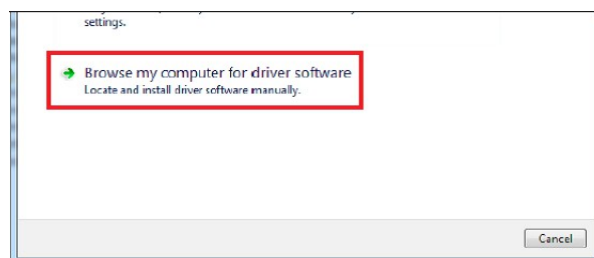 settings.
Browse my computer for driver software
Locate and install driver software manually.
Cancel